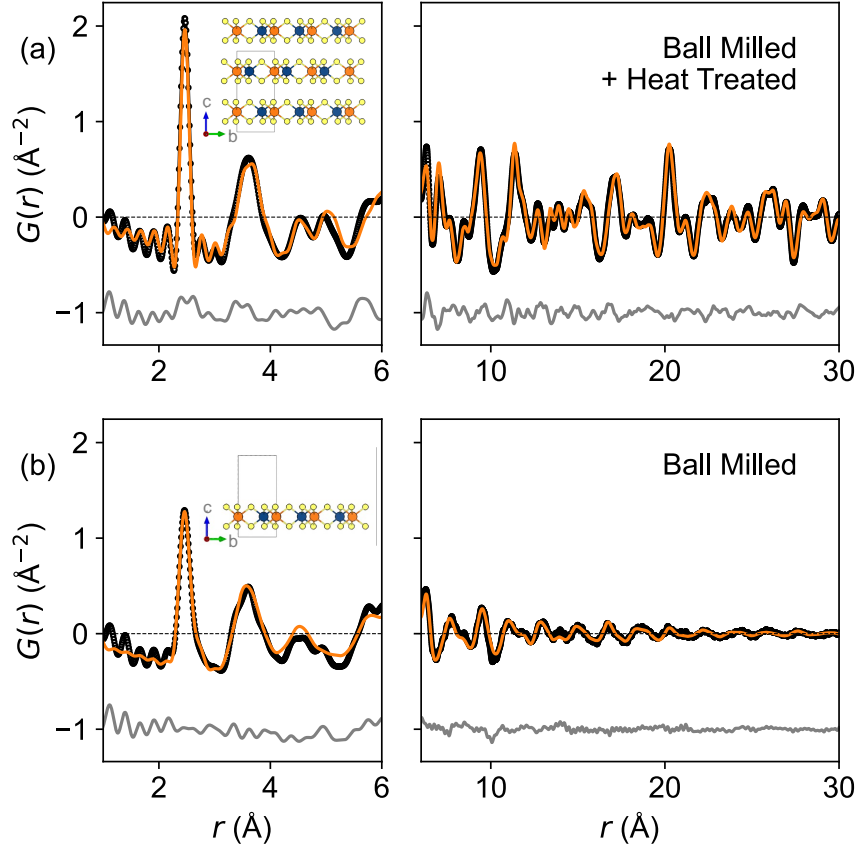 (a)
Ball Milled
+ Heat Treated
G(r) (Å⁻²)
2
1
0
−1
c
b
2
4
6
10
20
30
(b)
Ball Milled
G(r) (Å⁻²)
2
1
0
−1
c
b
2
4
6
10
20
30
r (Å)
r (Å)